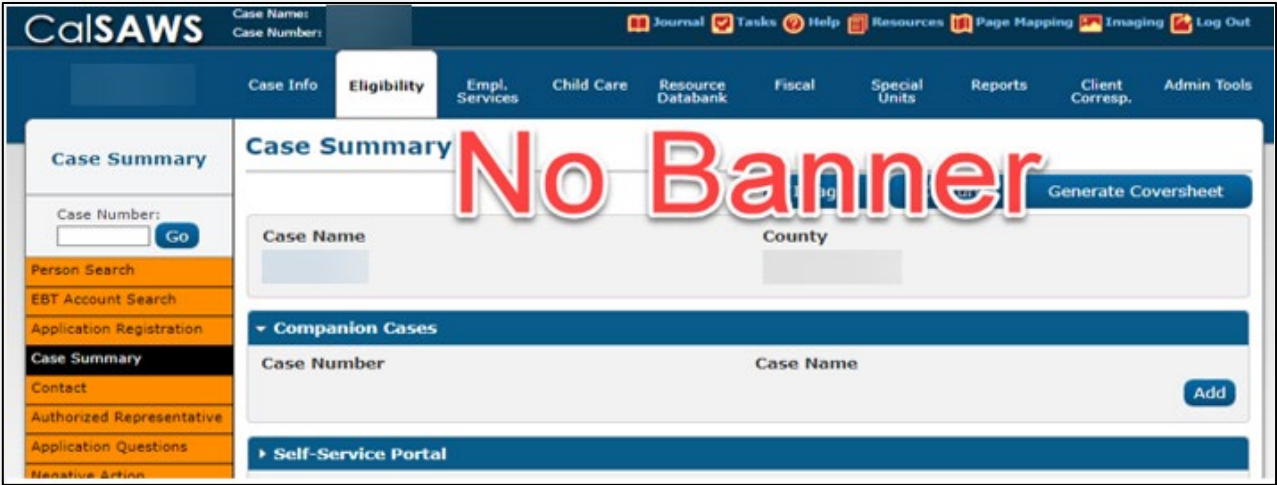 CalSAWS
Case Name:
Case Number:
Journal Tasks Help Resources Page Mapping Imaging Log Out
Case Info Eligibility Empl. Services Child Care Resource Databank Fiscal Special Units Reports Client Corresp. Admin Tools
Case Summary
Case Number:
Go
Person Search
EBT Account Search
Application Registration
Case Summary
Contact
Authorized Representative
Application Questions
Negative Action
Case Summary
No Banner
Generate Coversheet
Case Name County
Companion Cases
Case Number Case Name
Add
Self-Service Portal